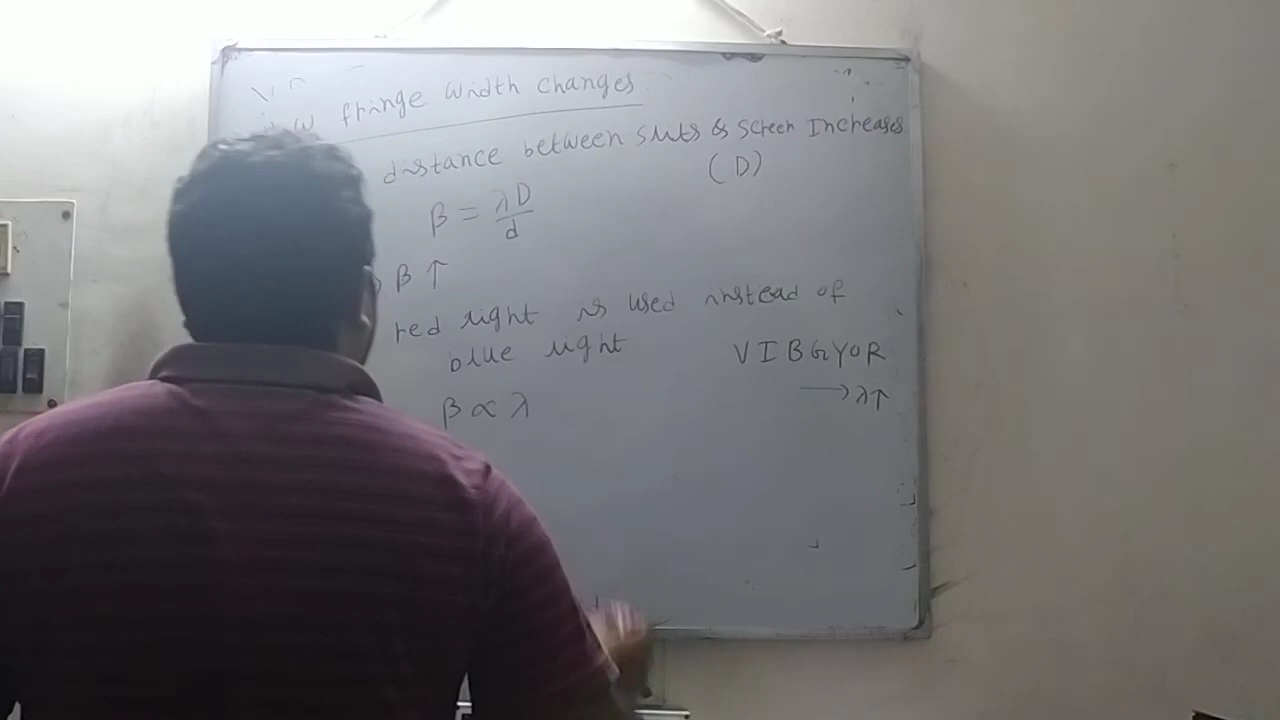 fringe width changes
distance between slits & screen Increases
(D)
β = λD/d
β ↑
red light is used instead of
blue light
VIBGYOR
⟶ λ↑
β ∝ λ